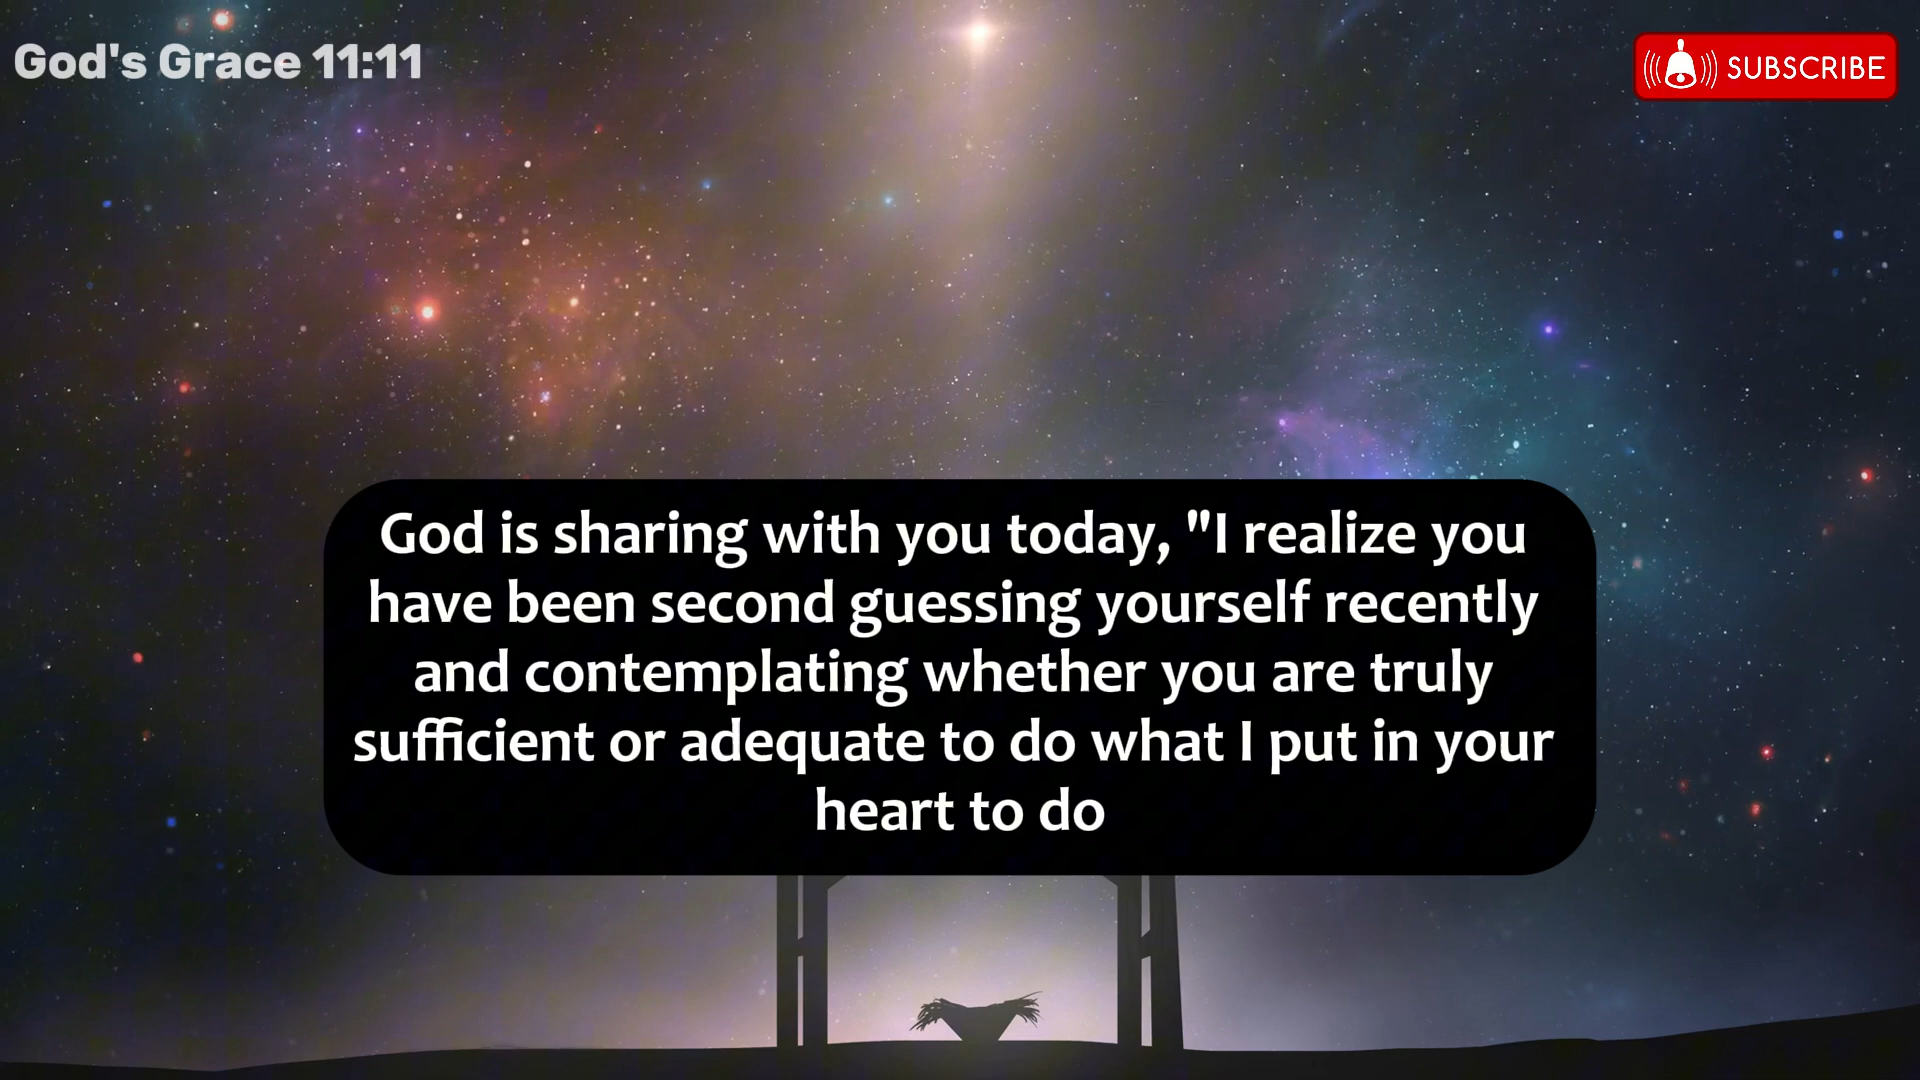 God's Grace 11:11
SUBSCRIBE
God is sharing with you today, "I realize you
have been second guessing yourself recently
and contemplating whether you are truly
sufficient or adequate to do what I put in your
heart to do